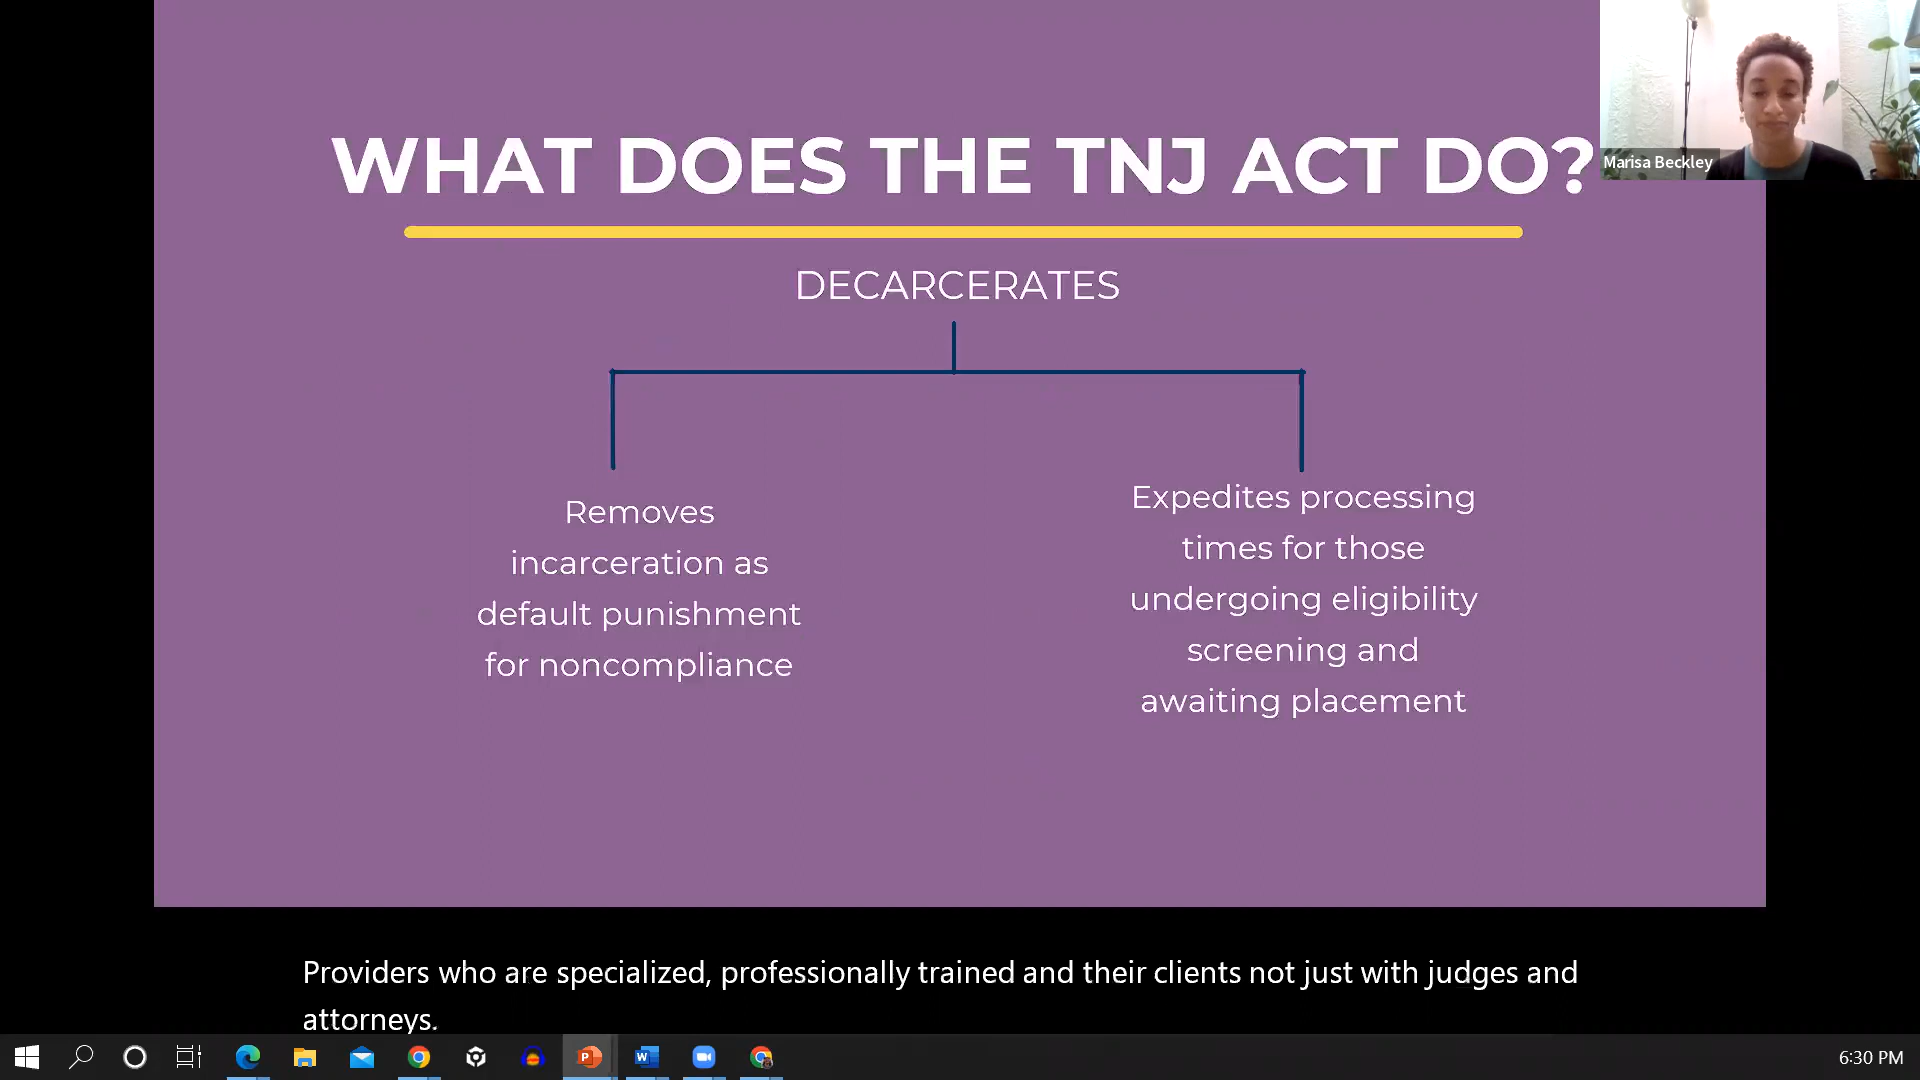 WHAT DOES THE TNJ ACT DO?
Marisa Beckley
DECARCERATES
Removes
incarceration as
default punishment
for noncompliance
Expedites processing
times for those
undergoing eligibility
screening and
awaiting placement
Providers who are specialized, professionally trained and their clients not just with judges and
attorneys.
P
W
6:30 PM